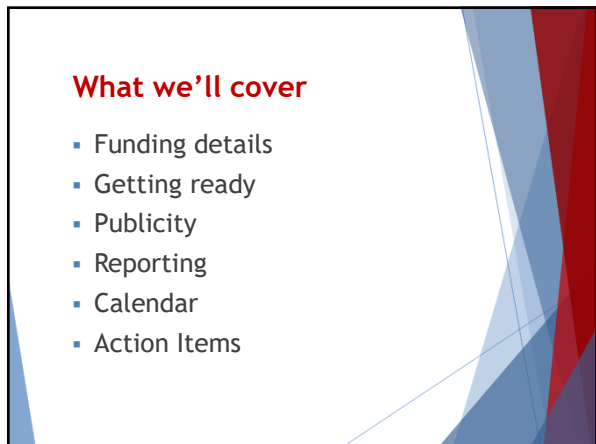 What we'll cover
▪ Funding details
▪ Getting ready
▪ Publicity
▪ Reporting
▪ Calendar
▪ Action Items